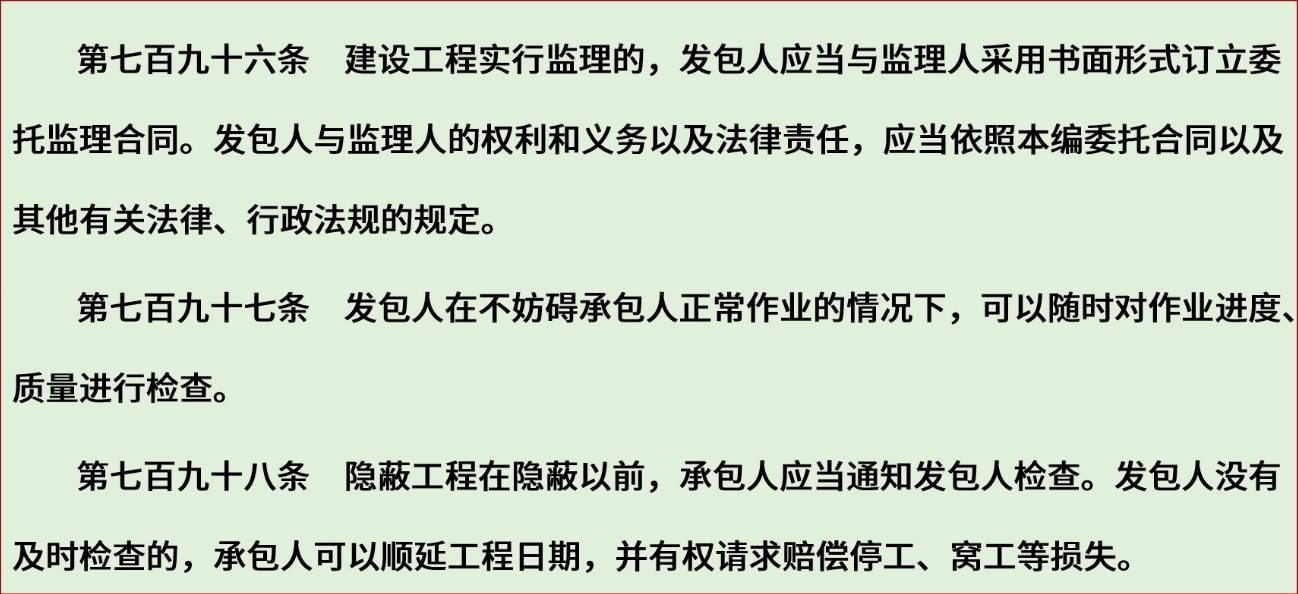 第七百九十六条　建设工程实行监理的，发包人应当与监理人采用书面形式订立委
托监理合同。发包人与监理人的权利和义务以及法律责任，应当依照本编委托合同以及
其他有关法律、行政法规的规定。
第七百九十七条　发包人在不妨碍承包人正常作业的情况下，可以随时对作业进度、
质量进行检查。
第七百九十八条　隐蔽工程在隐蔽以前，承包人应当通知发包人检查。发包人没有
及时检查的，承包人可以顺延工程日期，并有权请求赔偿停工、窝工等损失。